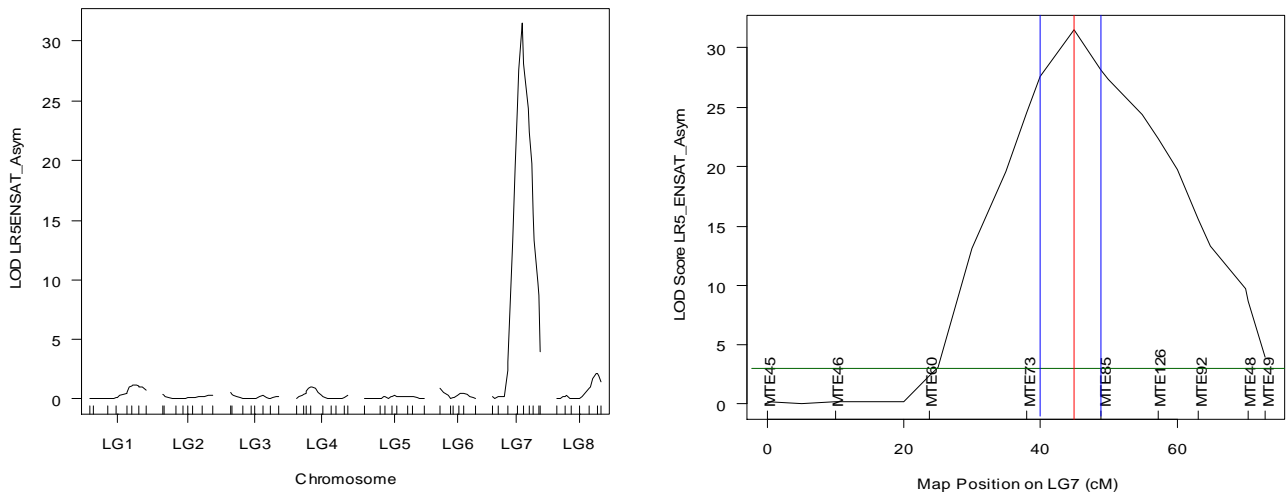 LOD LR5ENSAT_Asym
30
25
20
15
10
5
0
LG1 LG2 LG3 LG4 LG5 LG6 LG7 LG8
Chromosome
LOD Score LR5_ENSAT_Asym
30
25
20
15
10
5
0
MTE45 MTE46 MTE60 MTE73 MTE85 MTE126 MTE92 MTE48 MTE49
0 20 40 60
Map Position on LG7 (cM)